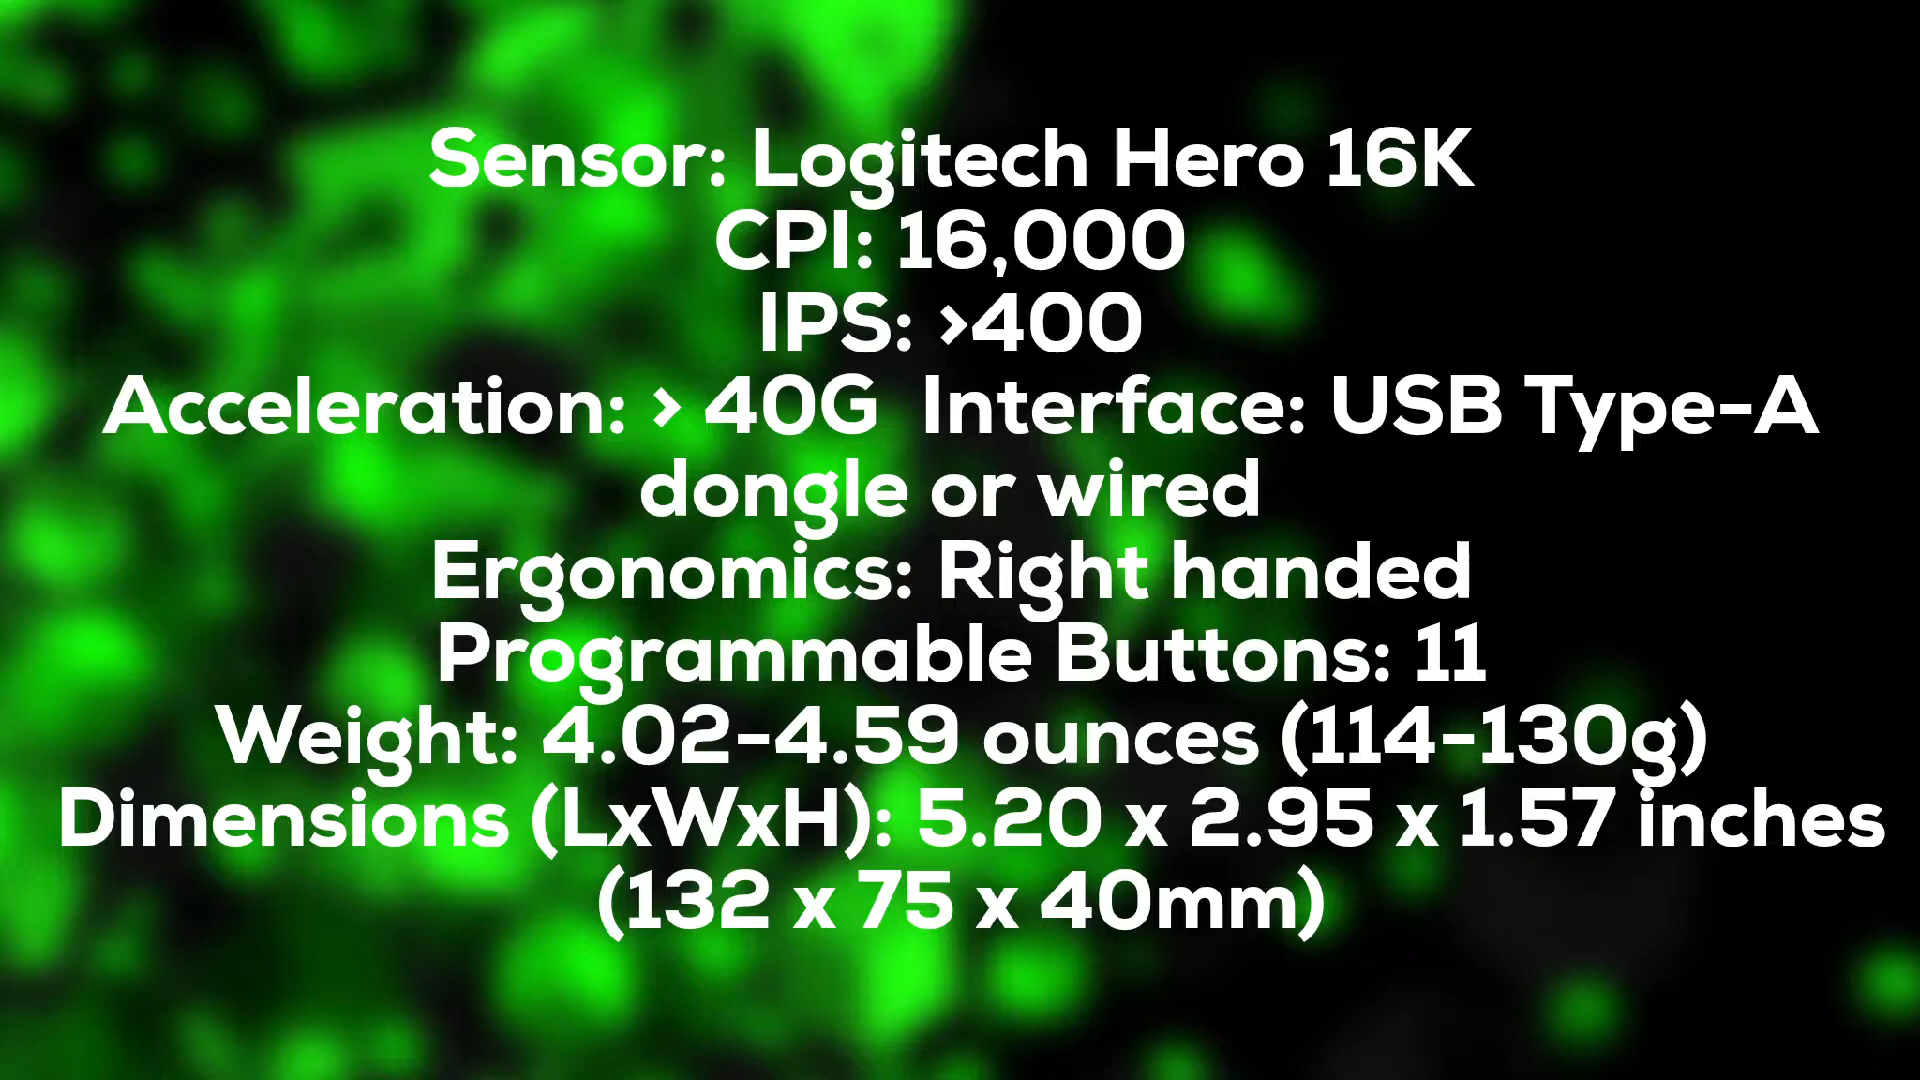 Sensor: Logitech Hero 16K
CPI: 16,000
IPS: >400
Acceleration: > 40G  Interface: USB Type-A
dongle or wired
Ergonomics: Right handed
Programmable Buttons: 11
Weight: 4.02-4.59 ounces (114-130g)
Dimensions (LxWxH): 5.20 x 2.95 x 1.57 inches
(132 x 75 x 40mm)